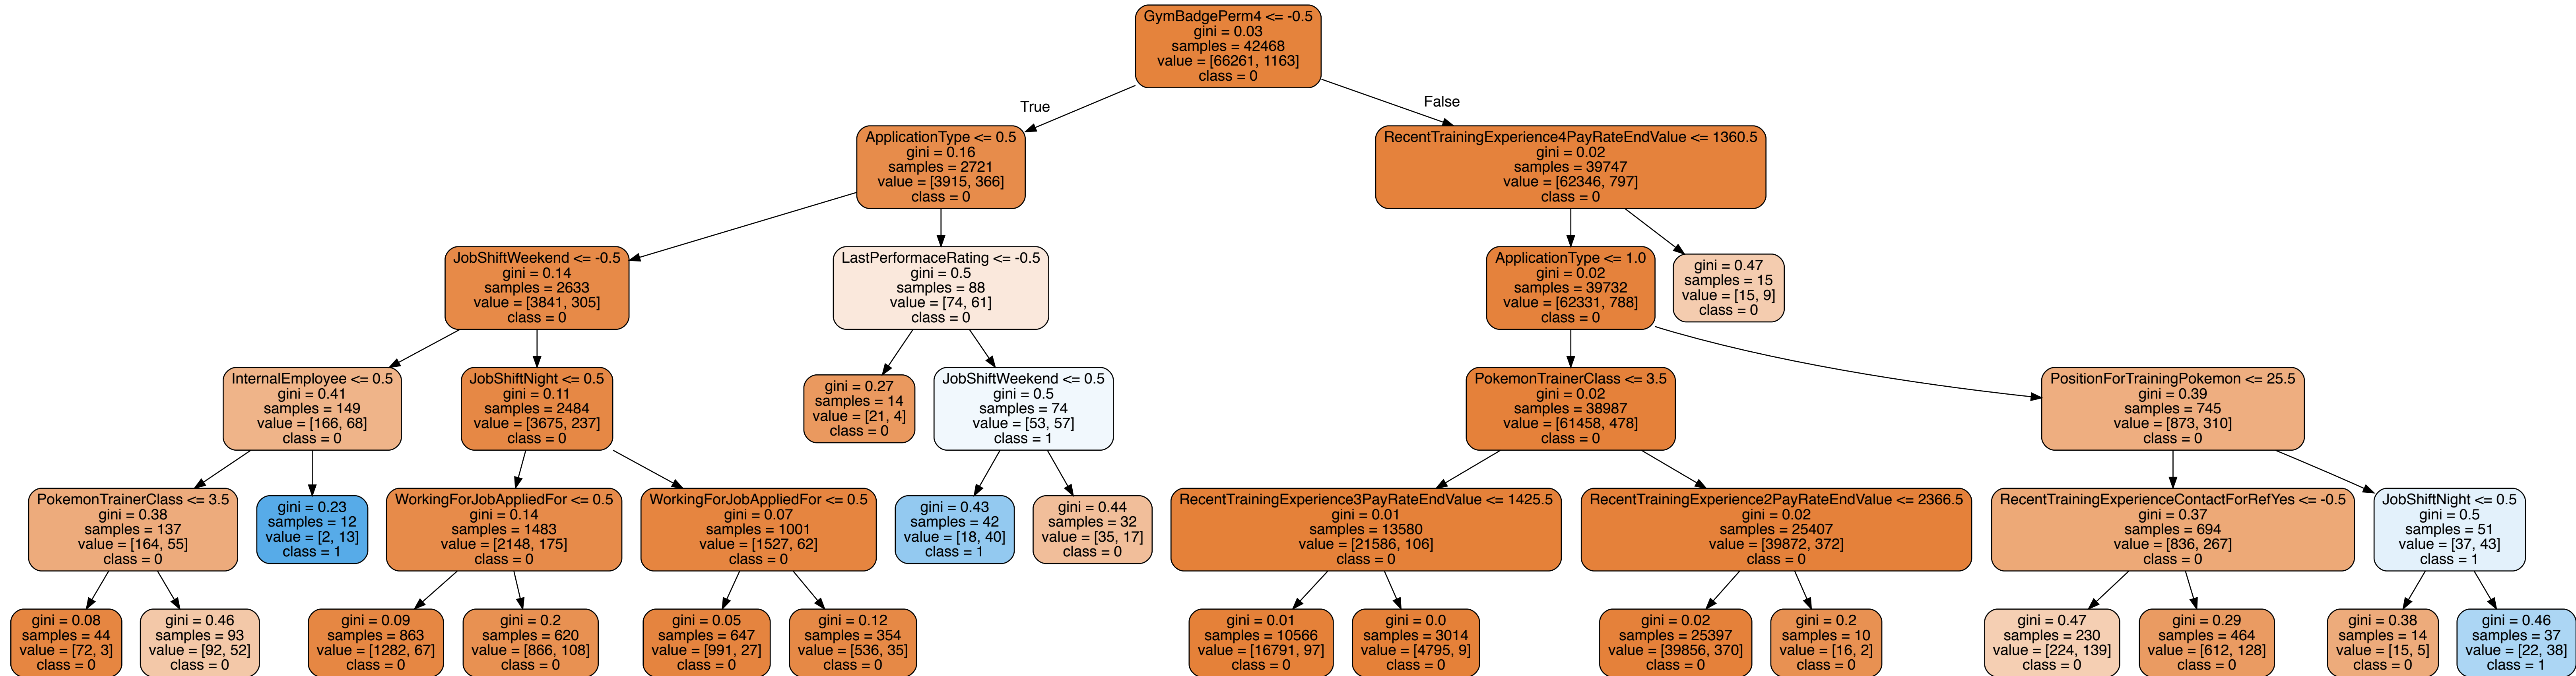 GymBadgePerm4 <= -0.5
gini = 0.03
samples = 42468
value = [66261, 1163]
class = 0
True
False
ApplicationType <= 0.5
gini = 0.16
samples = 2721
value = [3915, 366]
class = 0
RecentTrainingExperience4PayRateEndValue <= 1360.5
gini = 0.02
samples = 39747
value = [62346, 797]
class = 0
JobShiftWeekend <= -0.5
gini = 0.14
samples = 2633
value = [3841, 305]
class = 0
LastPerformaceRating <= -0.5
gini = 0.5
samples = 88
value = [74, 61]
class = 0
ApplicationType <= 1.0
gini = 0.02
samples = 39732
value = [62331, 788]
class = 0
gini = 0.47
samples = 15
value = [15, 9]
class = 0
InternalEmployee <= 0.5
gini = 0.41
samples = 149
value = [166, 68]
class = 0
JobShiftNight <= 0.5
gini = 0.11
samples = 2484
value = [3675, 237]
class = 0
gini = 0.27
samples = 14
value = [21, 4]
class = 0
JobShiftWeekend <= 0.5
gini = 0.5
samples = 74
value = [53, 57]
class = 1
PokemonTrainerClass <= 3.5
gini = 0.02
samples = 38987
value = [61458, 478]
class = 0
PositionForTrainingPokemon <= 25.5
gini = 0.39
samples = 745
value = [873, 310]
class = 0
PokemonTrainerClass <= 3.5
gini = 0.38
samples = 137
value = [164, 55]
class = 0
gini = 0.23
samples = 12
value = [2, 13]
class = 1
WorkingForJobAppliedFor <= 0.5
gini = 0.14
samples = 1483
value = [2148, 175]
class = 0
WorkingForJobAppliedFor <= 0.5
gini = 0.07
samples = 1001
value = [1527, 62]
class = 0
gini = 0.43
samples = 42
value = [18, 40]
class = 1
gini = 0.44
samples = 32
value = [35, 17]
class = 0
RecentTrainingExperience3PayRateEndValue <= 1425.5
gini = 0.01
samples = 13580
value = [21586, 106]
class = 0
RecentTrainingExperience2PayRateEndValue <= 2366.5
gini = 0.02
samples = 25407
value = [39872, 372]
class = 0
RecentTrainingExperienceContactForRefYes <= -0.5
gini = 0.37
samples = 694
value = [836, 267]
class = 0
JobShiftNight <= 0.5
gini = 0.5
samples = 51
value = [37, 43]
class = 1
gini = 0.08
samples = 44
value = [72, 3]
class = 0
gini = 0.46
samples = 93
value = [92, 52]
class = 0
gini = 0.09
samples = 863
value = [1282, 67]
class = 0
gini = 0.2
samples = 620
value = [866, 108]
class = 0
gini = 0.05
samples = 647
value = [991, 27]
class = 0
gini = 0.12
samples = 354
value = [536, 35]
class = 0
gini = 0.01
samples = 10566
value = [16791, 97]
class = 0
gini = 0.0
samples = 3014
value = [4795, 9]
class = 0
gini = 0.02
samples = 25397
value = [39856, 370]
class = 0
gini = 0.2
samples = 10
value = [16, 2]
class = 0
gini = 0.47
samples = 230
value = [224, 139]
class = 0
gini = 0.29
samples = 464
value = [612, 128]
class = 0
gini = 0.38
samples = 14
value = [15, 5]
class = 0
gini = 0.46
samples = 37
value = [22, 38]
class = 1